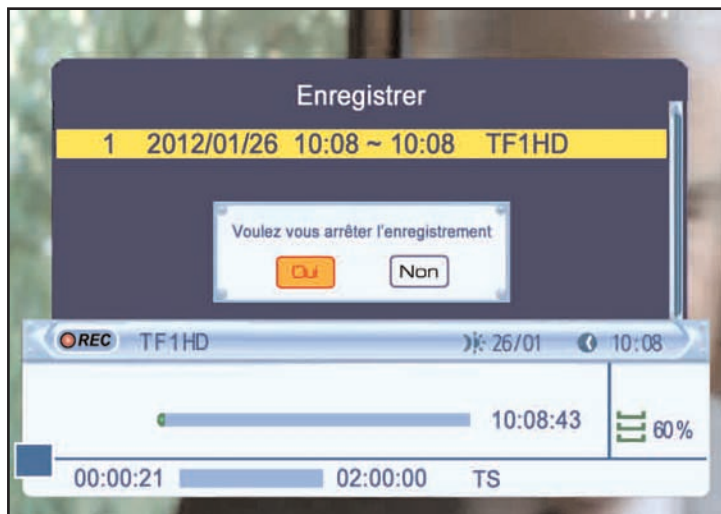 Enregistrer
1 2012/01/26 10:08 ~ 10:08 TF1HD
Voulez vous arrêter l'enregistrement
Oui Non
REC TF1HD 26/01 10:08
10:08:43
60%
00:00:21 02:00:00 TS